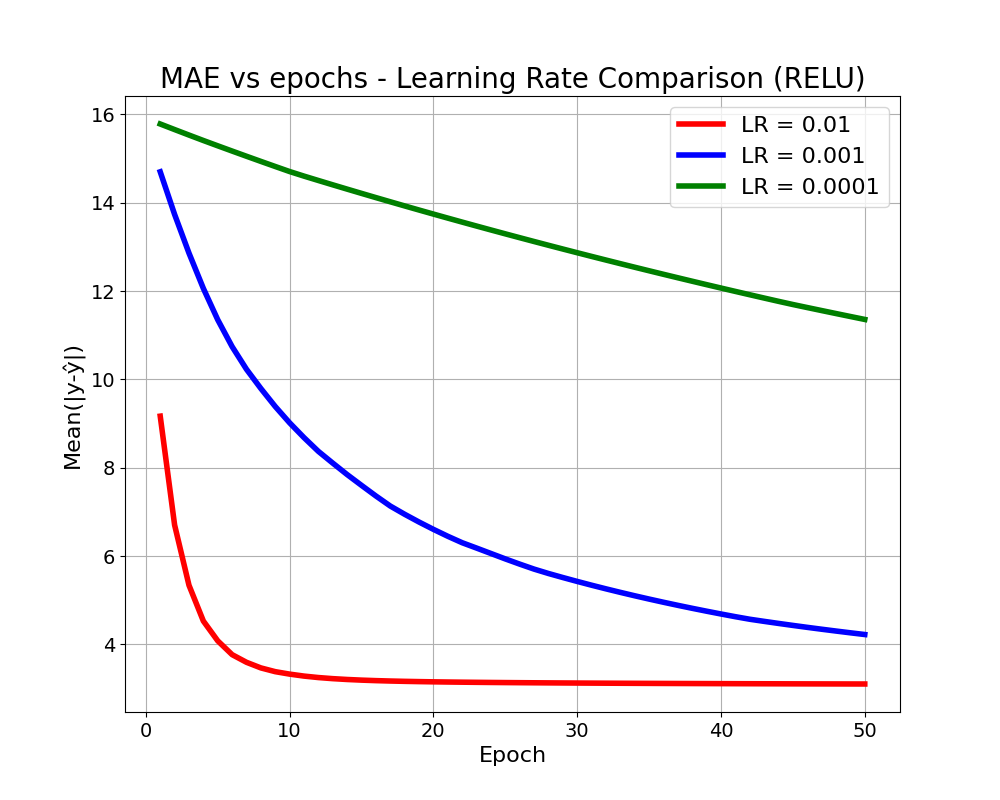 MAE vs epochs - Learning Rate Comparison (RELU)
LR = 0.01
LR = 0.001
LR = 0.0001
Mean(|y-ŷ|)
16
14
12
10
8
6
4
0 10 20 30 40 50
Epoch